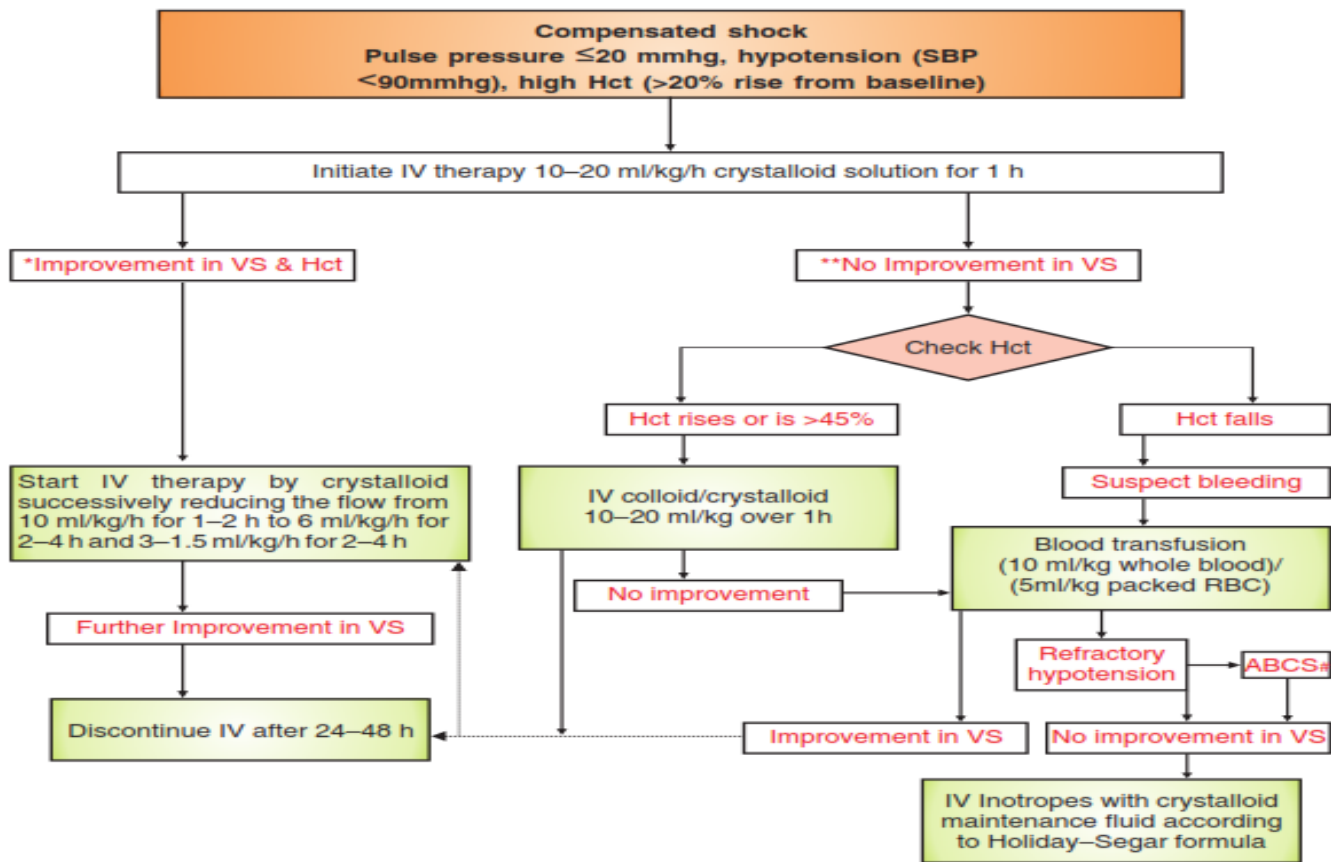 Compensated shock
Pulse pressure ≤20 mmhg, hypotension (SBP
<90mmhg), high Hct (>20% rise from baseline)
Initiate IV therapy 10–20 ml/kg/h crystalloid solution for 1 h
*Improvement in VS & Hct
**No Improvement in VS
Check Hct
Hct rises or is >45%
Hct falls
Start IV therapy by crystalloid
successively reducing the flow from
10 ml/kg/h for 1–2 h to 6 ml/kg/h for
2–4 h and 3–1.5 ml/kg/h for 2–4 h
IV colloid/crystalloid
10–20 ml/kg over 1h
Suspect bleeding
Blood transfusion
(10 ml/kg whole blood)/
(5ml/kg packed RBC)
No improvement
Further Improvement in VS
Refractory
hypotension
ABCS#
Discontinue IV after 24–48 h
Improvement in VS
No improvement in VS
IV Inotropes with crystalloid
maintenance fluid according
to Holiday–Segar formula